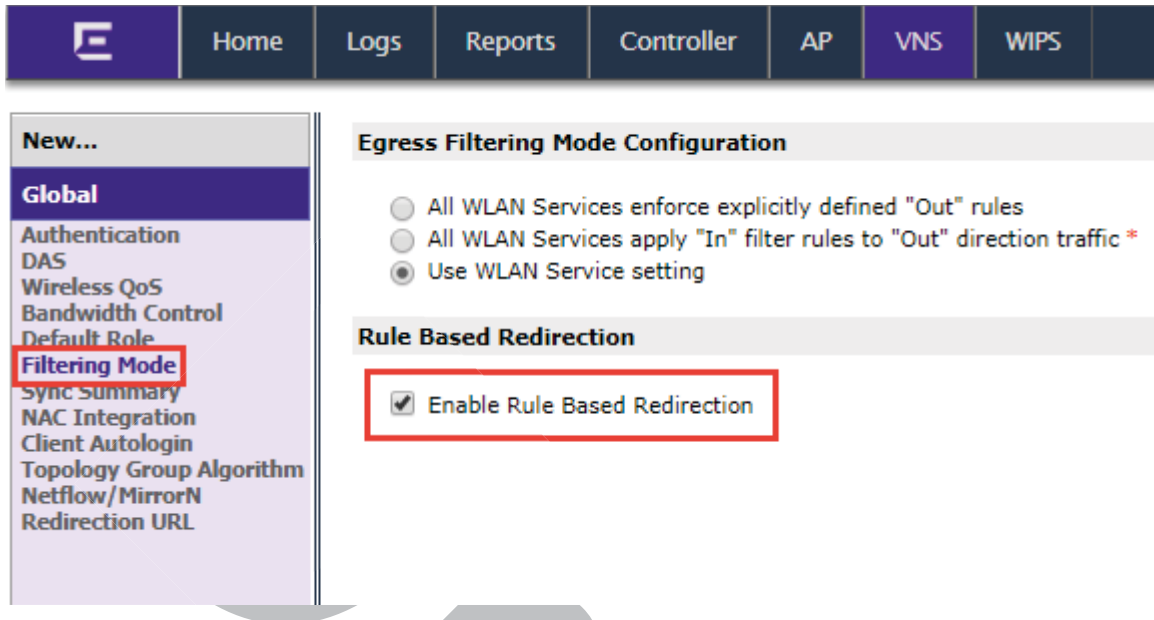 Home Logs Reports Controller AP VNS WIPS
New...
Global
Authentication
DAS
Wireless QoS
Bandwidth Control
Default Role
Filtering Mode
Sync Summary
NAC Integration
Client Autologin
Topology Group Algorithm
Netflow/MirrorN
Redirection URL
Egress Filtering Mode Configuration
All WLAN Services enforce explicitly defined "Out" rules
All WLAN Services apply "In" filter rules to "Out" direction traffic *
Use WLAN Service setting
Rule Based Redirection
Enable Rule Based Redirection